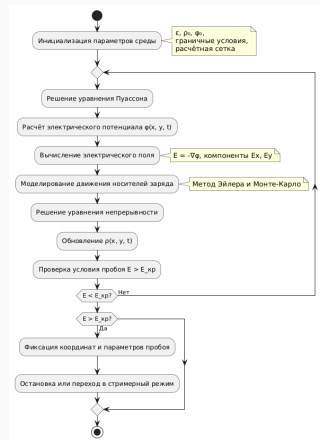 Инициализация параметров среды
ε, ρ₀, φ₀,
граничные условия,
расчётная сетка
Решение уравнения Пуассона
Расчёт электрического потенциала φ(x, y, t)
Вычисление электрического поля
E = -∇φ, компоненты Ex, Ey
Моделирование движения носителей заряда
Метод Эйлера и Монте-Карло
Решение уравнения непрерывности
Обновление ρ(x, y, t)
Проверка условия пробоя E > E_кр
E < E_кр?
Нет
E > E_кр?
Да
Фиксация координат и параметров пробоя
Остановка или переход в стримерный режим